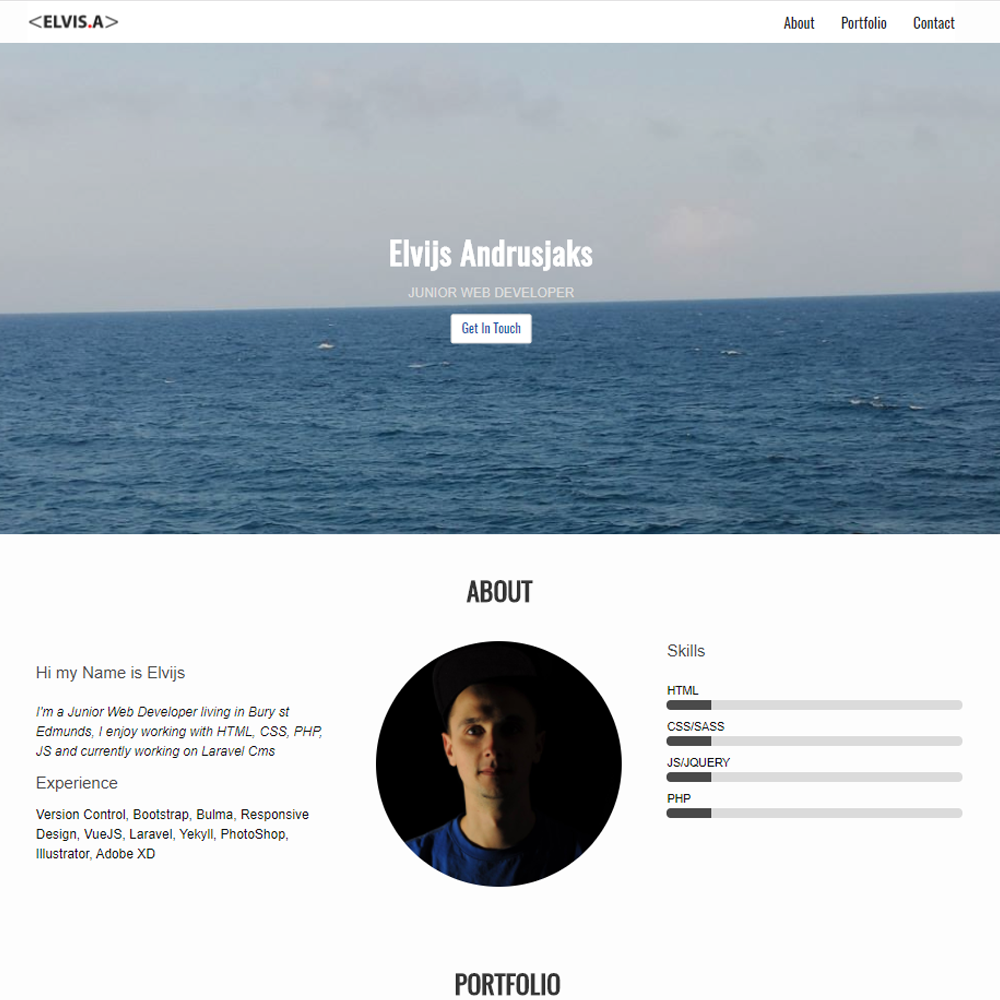 <ELVIS.A>
About
Portfolio
Contact
Elvijs Andrusjaks
JUNIOR WEB DEVELOPER
Get In Touch
ABOUT
Hi my Name is Elvijs
I'm a Junior Web Developer living in Bury st
Edmunds, I enjoy working with HTML, CSS, PHP,
JS and currently working on Laravel Cms
Experience
Version Control, Bootstrap, Bulma, Responsive
Design, VueJS, Laravel, Yekyll, PhotoShop,
Illustrator, Adobe XD
Skills
HTML
CSS/SASS
JS/JQUERY
PHP
PORTFOLIO